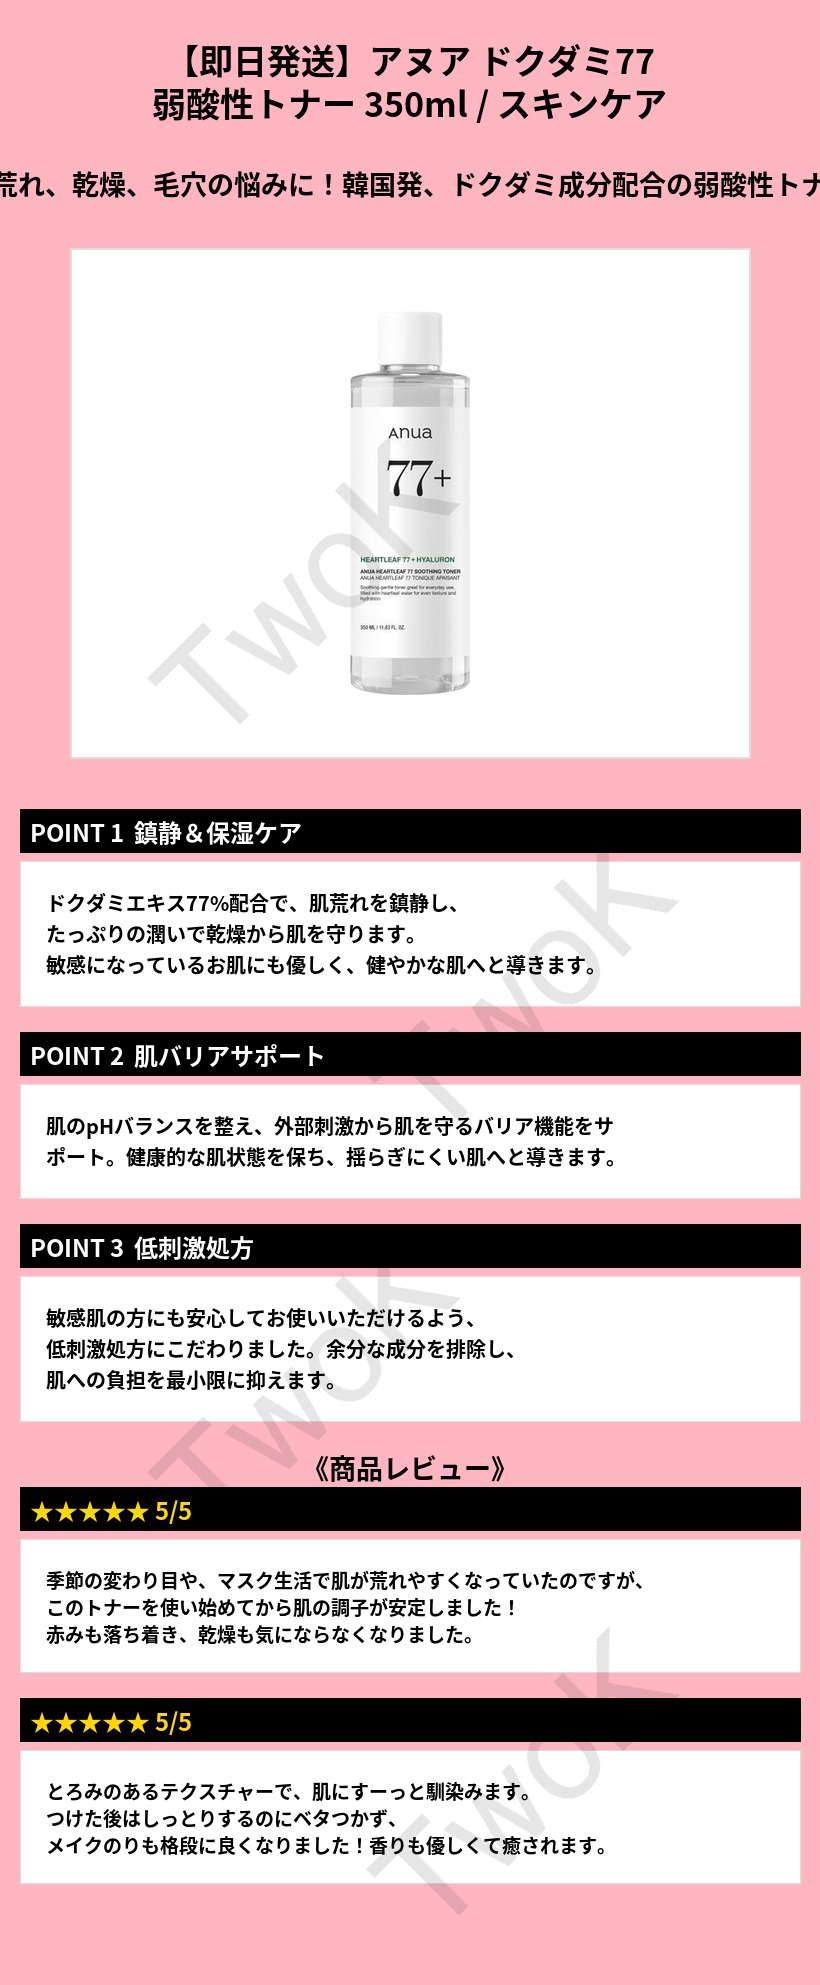 【即日発送】アヌア ドクダミ77
弱酸性トナー 350ml / スキンケア
荒れ、乾燥、毛穴の悩みに！韓国発、ドクダミ成分配合の弱酸性トナ
Anua
77+
HEARTLEAF 77+ HYALURON
ANUA HEARTLEAF 77 SOOTHING TONER
ANUA HEARTLEAF 77 TONIQUE APAISANT
Soothing gentle toner great for everyday use,
filled with heartleaf water for even texture and
hydration.
350 ML / 11.83 FL. OZ.
TwoK
POINT 1 鎮静＆保湿ケア
ドクダミエキス77%配合で、肌荒れを鎮静し、
たっぷりの潤いで乾燥から肌を守ります。
敏感になっているお肌にも優しく、健やかな肌へと導きます。
TwoK
POINT 2 肌バリアサポート
肌のpHバランスを整え、外部刺激から肌を守るバリア機能をサ
ポート。健康的な肌状態を保ち、揺らぎにくい肌へと導きます。
POINT 3 低刺激処方
敏感肌の方にも安心してお使いいただけるよう、
低刺激処方にこだわりました。余分な成分を排除し、
肌への負担を最小限に抑えます。
TwoK
《商品レビュー》
★★★★★ 5/5
季節の変わり目や、マスク生活で肌が荒れやすくなっていたのですが、
このトナーを使い始めてから肌の調子が安定しました！
赤みも落ち着き、乾燥も気にならなくなりました。
★★★★★ 5/5
とろみのあるテクスチャーで、肌にすーっと馴染みます。
つけた後はしっとりするのにベタつかず、
メイクのりも格段に良くなりました！香りも優しくて癒されます。
TwoK